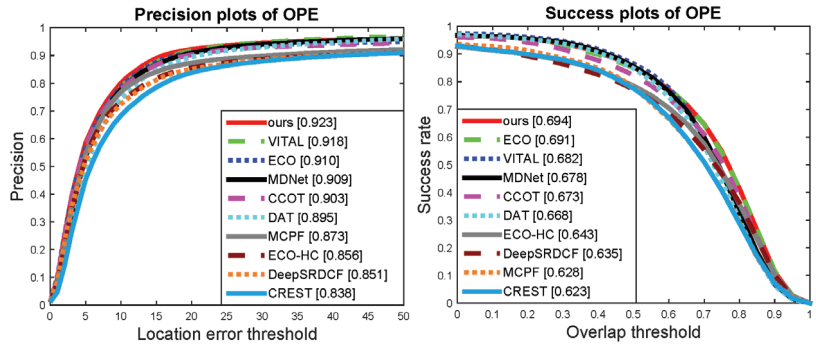 Precision plots of OPE
1
0.9
0.8
0.7
0.6
0.5
0.4
0.3
0.2
0.1
0
Precision
ours [0.923]
VITAL [0.918]
ECO [0.910]
MDNet [0.909]
CCOT [0.903]
DAT [0.895]
MCPF [0.873]
ECO-HC [0.856]
DeepSRDCF [0.851]
CREST [0.838]
0 5 10 15 20 25 30 35 40 45 50
Location error threshold
Success plots of OPE
1
0.9
0.8
0.7
0.6
0.5
0.4
0.3
0.2
0.1
0
Success rate
ours [0.694]
ECO [0.691]
VITAL [0.682]
MDNet [0.678]
CCOT [0.673]
DAT [0.668]
ECO-HC [0.643]
DeepSRDCF [0.635]
MCPF [0.628]
CREST [0.623]
0 0.1 0.2 0.3 0.4 0.5 0.6 0.7 0.8 0.9 1
Overlap threshold